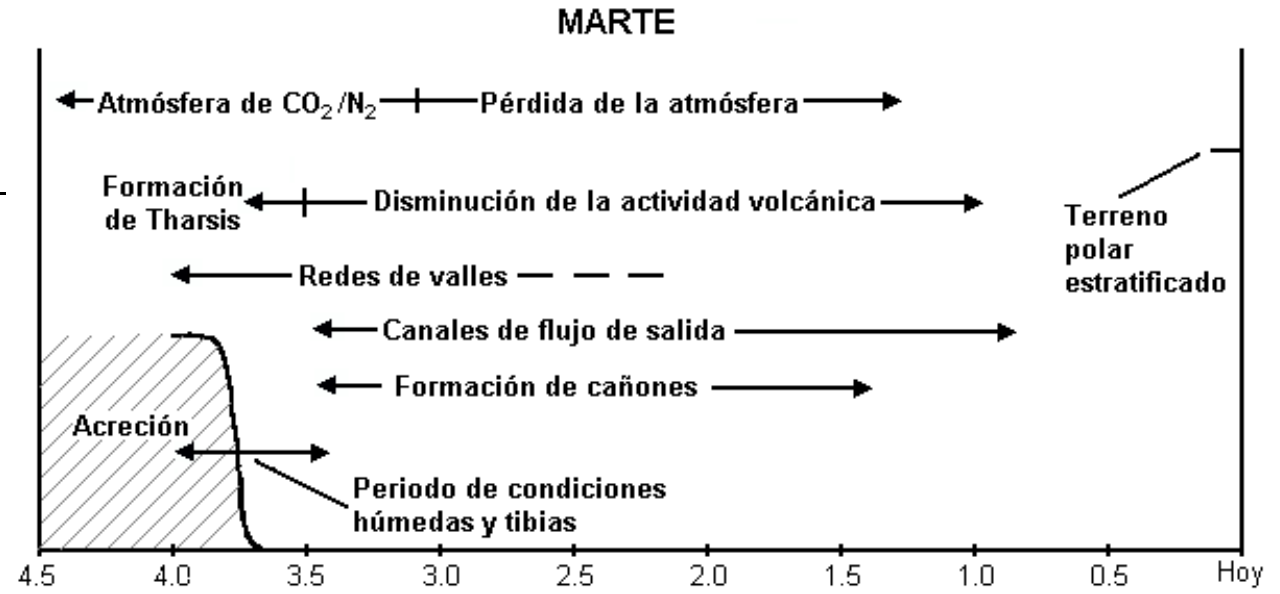 MARTE
Atmósfera de CO₂/N₂
Pérdida de la atmósfera
Formación
de Tharsis
Disminución de la actividad volcánica
Terreno
polar
estratificado
Redes de valles
Canales de flujo de salida
Formación de cañones
Acreción
Periodo de condiciones
húmedas y tibias
4.5 4.0 3.5 3.0 2.5 2.0 1.5 1.0 0.5 Hoy